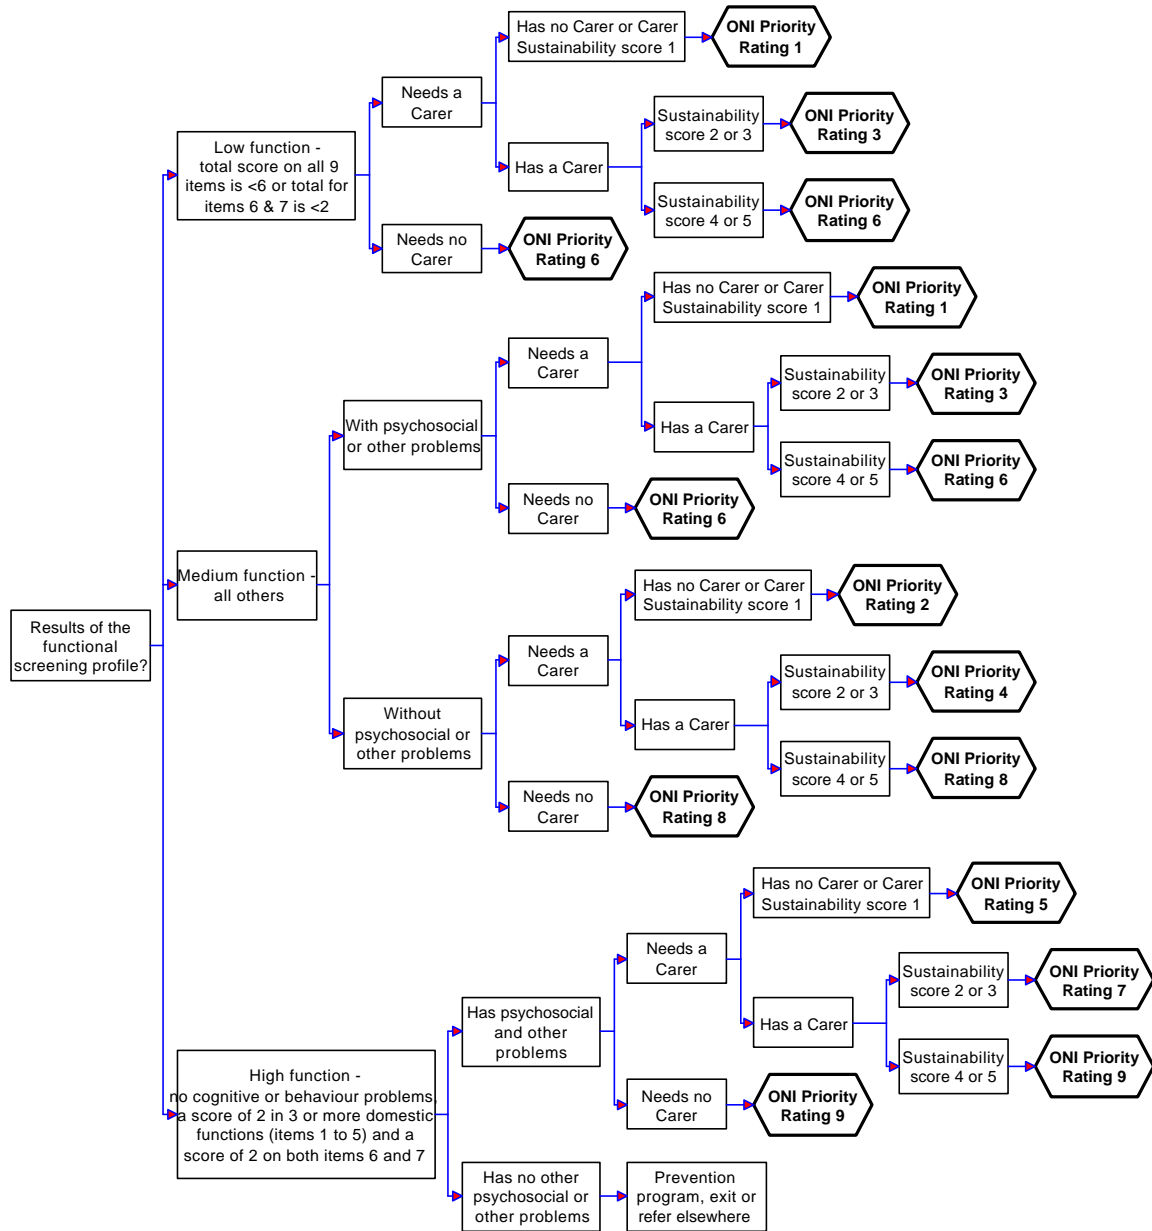 Has no Carer or Carer
Sustainability score 1
ONI Priority
Rating 1
Needs a
Carer
Sustainability
score 2 or 3
ONI Priority
Rating 3
Low function -
total score on all 9
items is <6 or total for
items 6 & 7 is <2
Has a Carer
Sustainability
score 4 or 5
ONI Priority
Rating 6
Needs no
Carer
ONI Priority
Rating 6
Has no Carer or Carer
Sustainability score 1
ONI Priority
Rating 1
Needs a
Carer
Sustainability
score 2 or 3
ONI Priority
Rating 3
With psychosocial
or other problems
Has a Carer
Sustainability
score 4 or 5
ONI Priority
Rating 6
Needs no
Carer
ONI Priority
Rating 6
Medium function -
all others
Has no Carer or Carer
Sustainability score 1
ONI Priority
Rating 2
Results of the
functional
screening profile?
Needs a
Carer
Sustainability
score 2 or 3
ONI Priority
Rating 4
Without
psychosocial or
other problems
Has a Carer
Sustainability
score 4 or 5
ONI Priority
Rating 8
Needs no
Carer
ONI Priority
Rating 8
Has no Carer or Carer
Sustainability score 1
ONI Priority
Rating 5
Needs a
Carer
Sustainability
score 2 or 3
ONI Priority
Rating 7
Has psychosocial
and other
problems
Has a Carer
Sustainability
score 4 or 5
ONI Priority
Rating 9
High function -
no cognitive or behaviour problems,
a score of 2 in 3 or more domestic
functions (items 1 to 5) and a
score of 2 on both items 6 and 7
Needs no
Carer
ONI Priority
Rating 9
Has no other
psychosocial or
other problems
Prevention
program, exit or
refer elsewhere